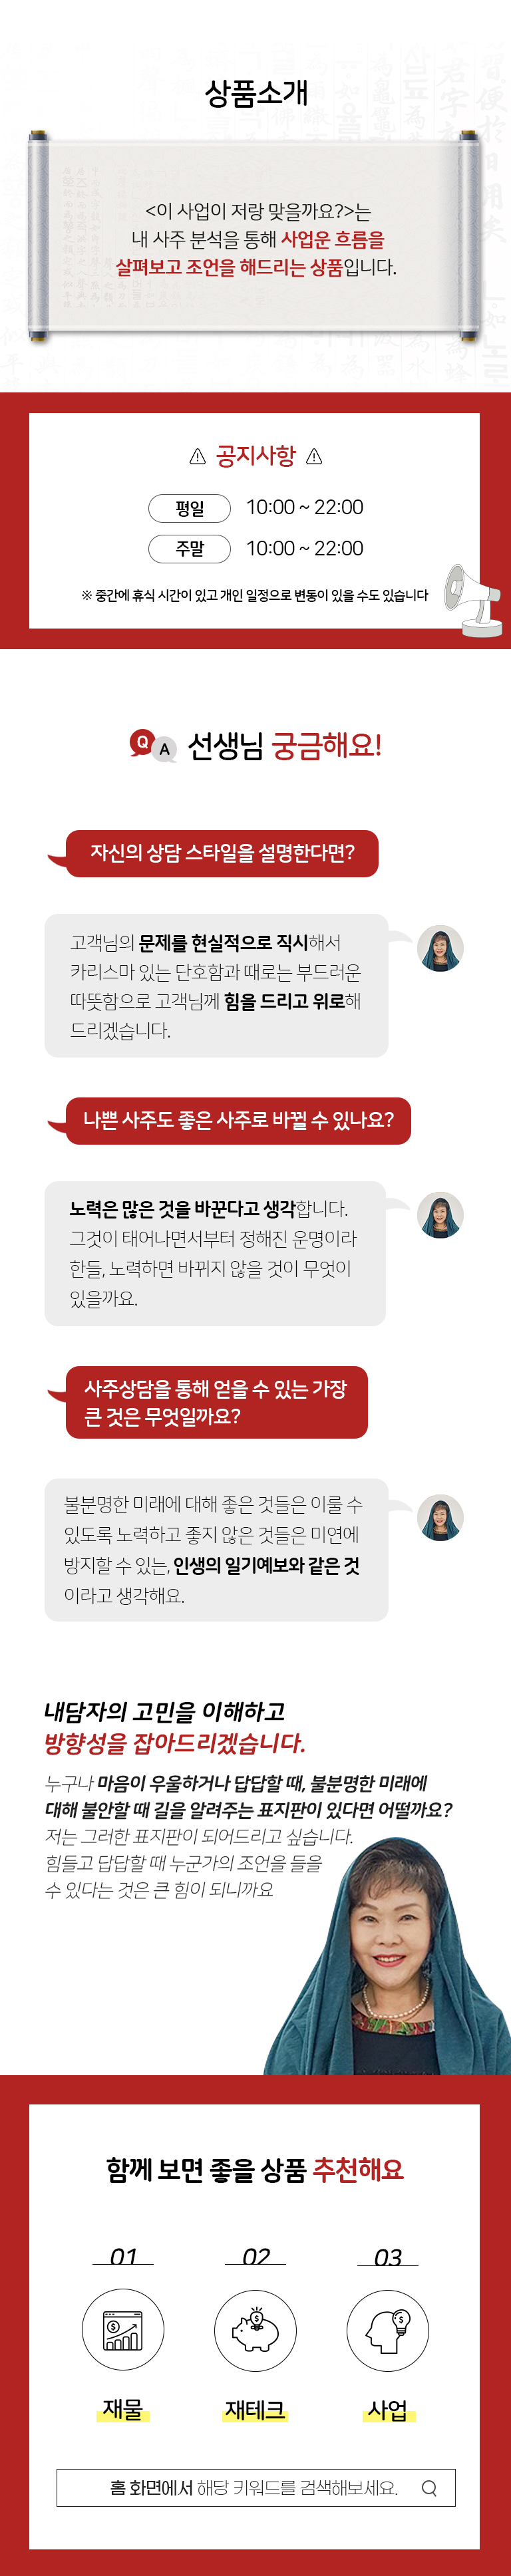 상품소개
<이 사업이 저랑 맞을까요?>는
내 사주 분석을 통해 사업운 흐름을
살펴보고 조언을 해드리는 상품입니다.
공지사항
평일 10:00 ~ 22:00
주말 10:00 ~ 22:00
※ 중간에 휴식 시간이 있고 개인 일정으로 변동이 있을 수도 있습니다
Q A 선생님 궁금해요!
자신의 상담 스타일을 설명한다면?
고객님의 문제를 현실적으로 직시해서
카리스마 있는 단호함과 때로는 부드러운
따뜻함으로 고객님께 힘을 드리고 위로해
드리겠습니다.
나쁜 사주도 좋은 사주로 바뀔 수 있나요?
노력은 많은 것을 바꾼다고 생각합니다.
그것이 태어나면서부터 정해진 운명이라
한들, 노력하면 바뀌지 않을 것이 무엇이
있을까요.
사주상담을 통해 얻을 수 있는 가장
큰 것은 무엇일까요?
불분명한 미래에 대해 좋은 것들은 이룰 수
있도록 노력하고 좋지 않은 것들은 미연에
방지할 수 있는, 인생의 일기예보와 같은 것
이라고 생각해요.
내담자의 고민을 이해하고
방향성을 잡아드리겠습니다.
누구나 마음이 우울하거나 답답할 때, 불분명한 미래에
대해 불안할 때 길을 알려주는 표지판이 있다면 어떨까요?
저는 그러한 표지판이 되어드리고 싶습니다.
힘들고 답답할 때 누군가의 조언을 들을
수 있다는 것은 큰 힘이 되니까요
함께 보면 좋을 상품 추천해요
01 02 03
재물 재테크 사업
홈 화면에서 해당 키워드를 검색해보세요.